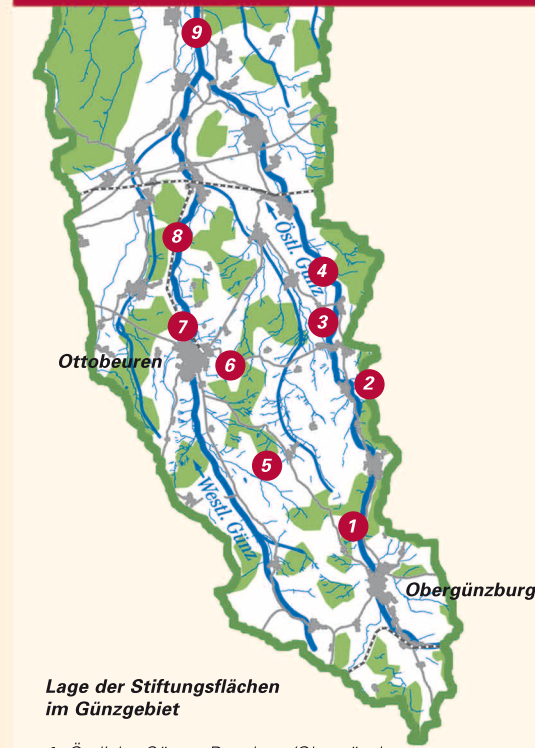 9
Östl. Günz
8
4
3
7
Ottobeuren
6
2
5
Westl. Günz
1
Obergünzburg
Lage der Stiftungsflächen
im Günzgebiet